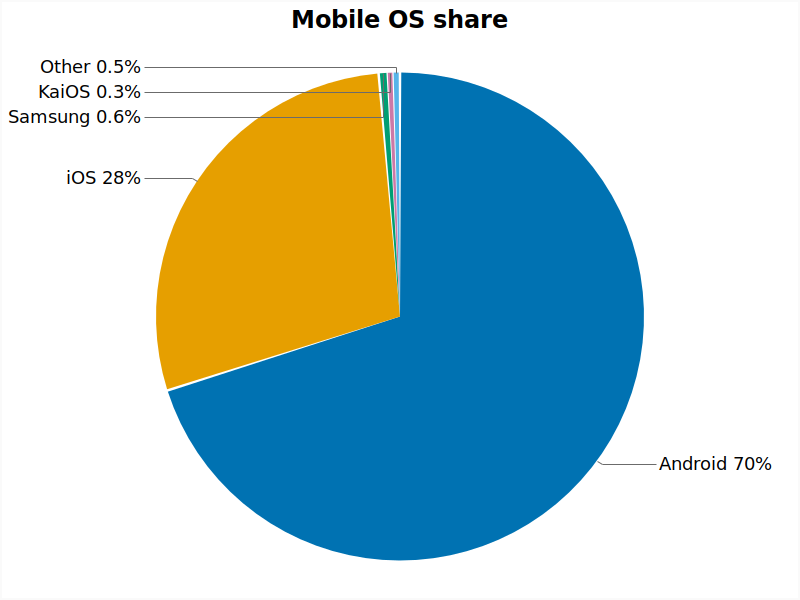 Mobile OS share
Other 0.5%
KaiOS 0.3%
Samsung 0.6%
iOS 28%
Android 70%